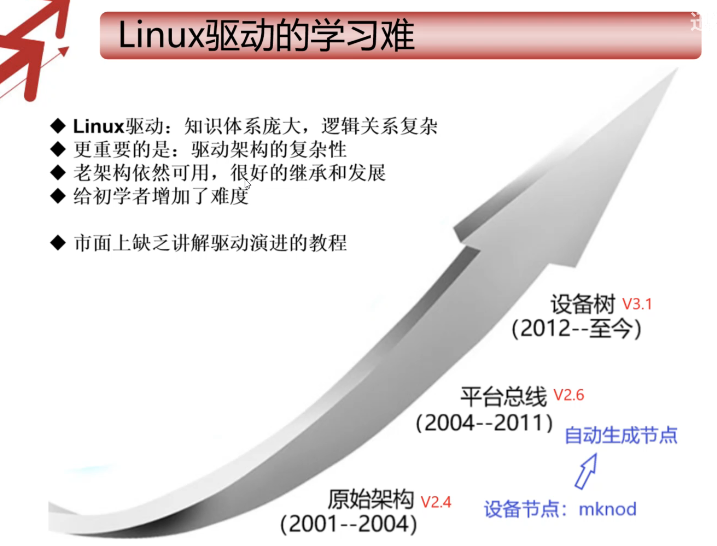 Linux驱动的学习难
◆ Linux驱动：知识体系庞大，逻辑关系复杂
◆ 更重要的是：驱动架构的复杂性
◆ 老架构依然可用，很好的继承和发展
◆ 给初学者增加了难度
◆ 市面上缺乏讲解驱动演进的教程
设备树 V3.1
（2012--至今）
平台总线 V2.6
（2004--2011）
自动生成节点
原始架构 V2.4
（2001--2004）
设备节点：mknod